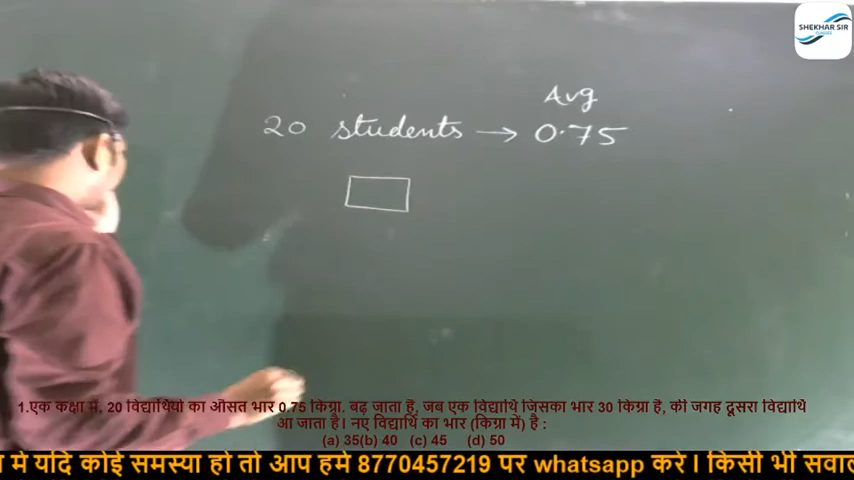 SHEKHAR SIR
CLASSES
Avg
20 students → 0.75
1.एक कक्षा में, 20 विद्यार्थियों का औसत भार 0.75 किग्रा. बढ़ जाता है, जब एक विद्यार्थि जिसका भार 30 किग्रा है, की जगह दूसरा विद्यार्थि
आ जाता है। नए विद्यार्थि का भार (किग्रा में) है :
(a) 35(b) 40 (c) 45 (d) 50
में यदि कोई समस्या हो तो आप हमे 8770457219 पर whatsapp करे । किसी भी